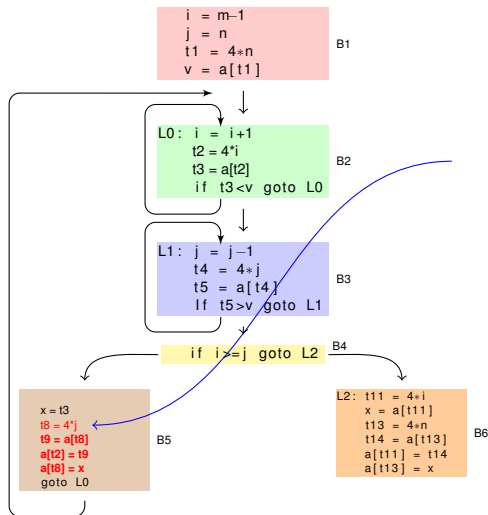 i = m-1
j = n
t1 = 4*n
v = a[t1]
B1
L0: i = i+1
t2 = 4*i
t3 = a[t2]
if t3<v goto L0
B2
L1: j = j-1
t4 = 4*j
t5 = a[t4]
If t5>v goto L1
B3
if i>=j goto L2
B4
x = t3
t8 = 4*j
t9 = a[t8]
a[t2] = t9
a[t8] = x
goto L0
B5
L2: t11 = 4*i
x = a[t11]
t13 = 4*n
t14 = a[t13]
a[t11] = t14
a[t13] = x
B6